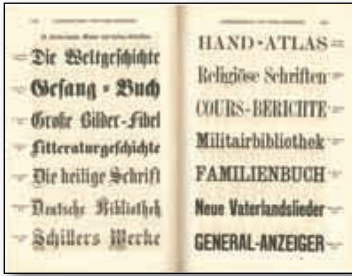 Die Weltgeschichte
Gesang-Buch
Große Bilder-Fibel
Litteraturgeschichte
Die heilige Schrift
Deutsche Bibliothek
Schillers Werke
HAND-ATLAS
Religiöse Schriften
COURS-BERICHTE
Militairbibliothek
FAMILIENBUCH
Neue Vaterlandslieder
GENERAL-ANZEIGER